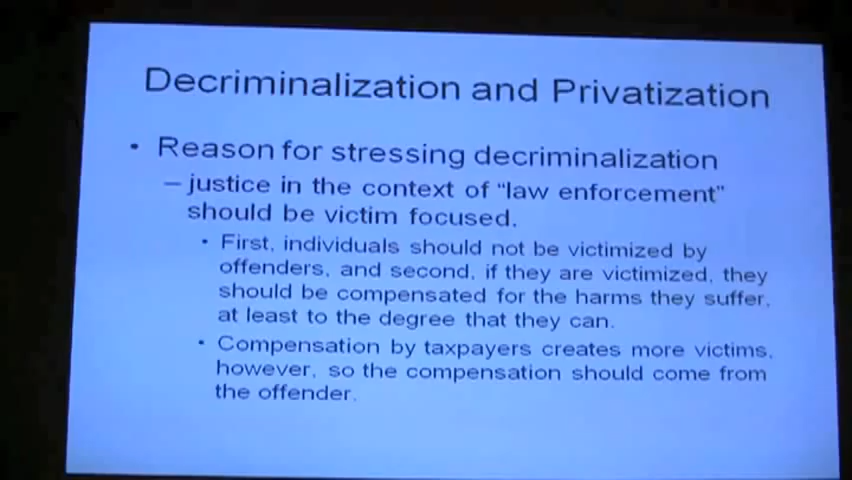 Decriminalization and Privatization
• Reason for stressing decriminalization
– justice in the context of “law enforcement”
should be victim focused.
• First, individuals should not be victimized by
offenders, and second, if they are victimized, they
should be compensated for the harms they suffer,
at least to the degree that they can.
• Compensation by taxpayers creates more victims,
however, so the compensation should come from
the offender.